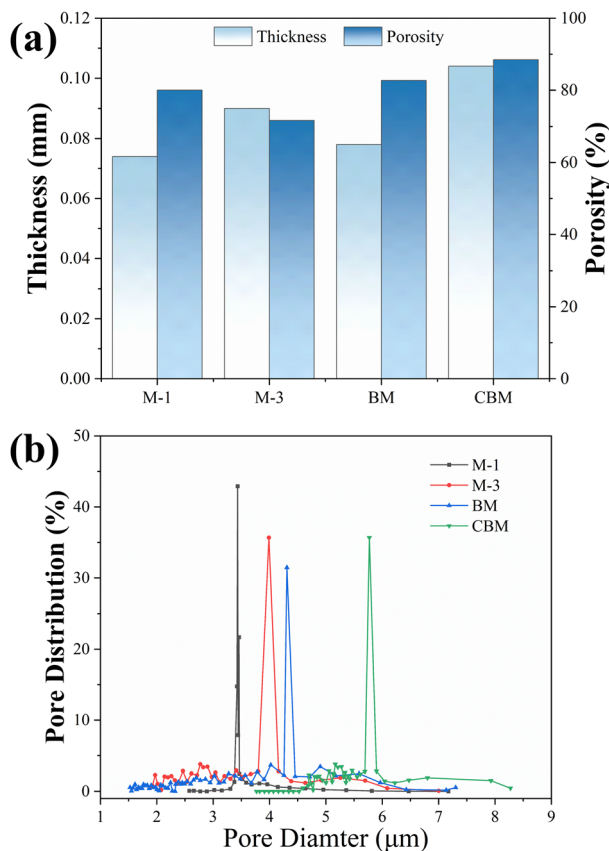 (a)
Thickness
Porosity
Thickness (mm)
0.12
0.10
0.08
0.06
0.04
0.02
0.00
Porosity (%)
100
80
60
40
20
0
M-1 M-3 BM CBM
(b)
M-1
M-3
BM
CBM
Pore Distribution (%)
50
40
30
20
10
0
1 2 3 4 5 6 7 8 9
Pore Diamter (μm)